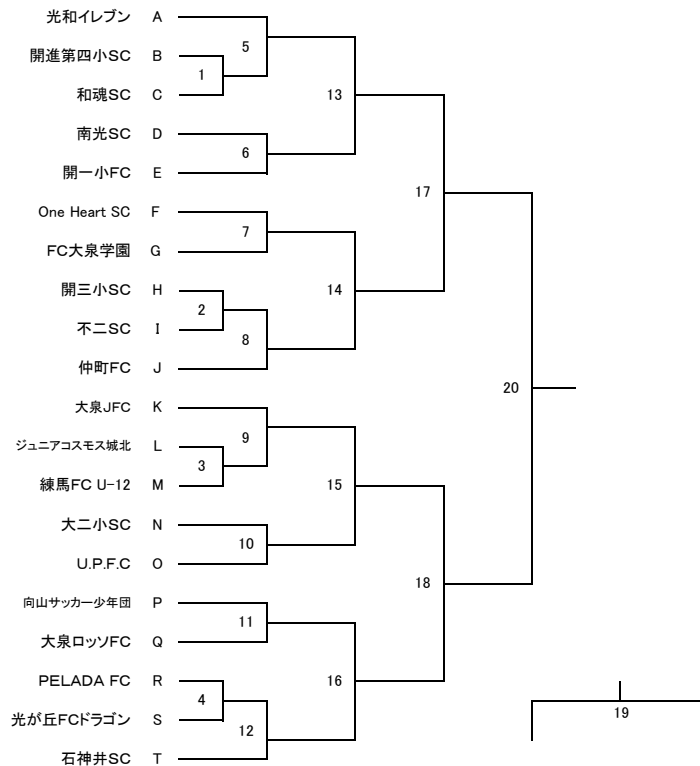 光和イレブン A
5
開進第四小SC B
1
和魂SC C
13
南光SC D
6
開一小FC E
17
One Heart SC F
7
FC大泉学園 G
開三小SC H
14
2
不二SC I
8
仲町FC J
20
大泉JFC K
9
ジュニアコスモス城北 L
3
練馬FC U-12 M
15
大二小SC N
10
U.P.F.C O
18
向山サッカー少年団 P
11
大泉ロッソFC Q
PELADA FC R
16
4
光が丘FCドラゴン S
19
12
石神井SC T